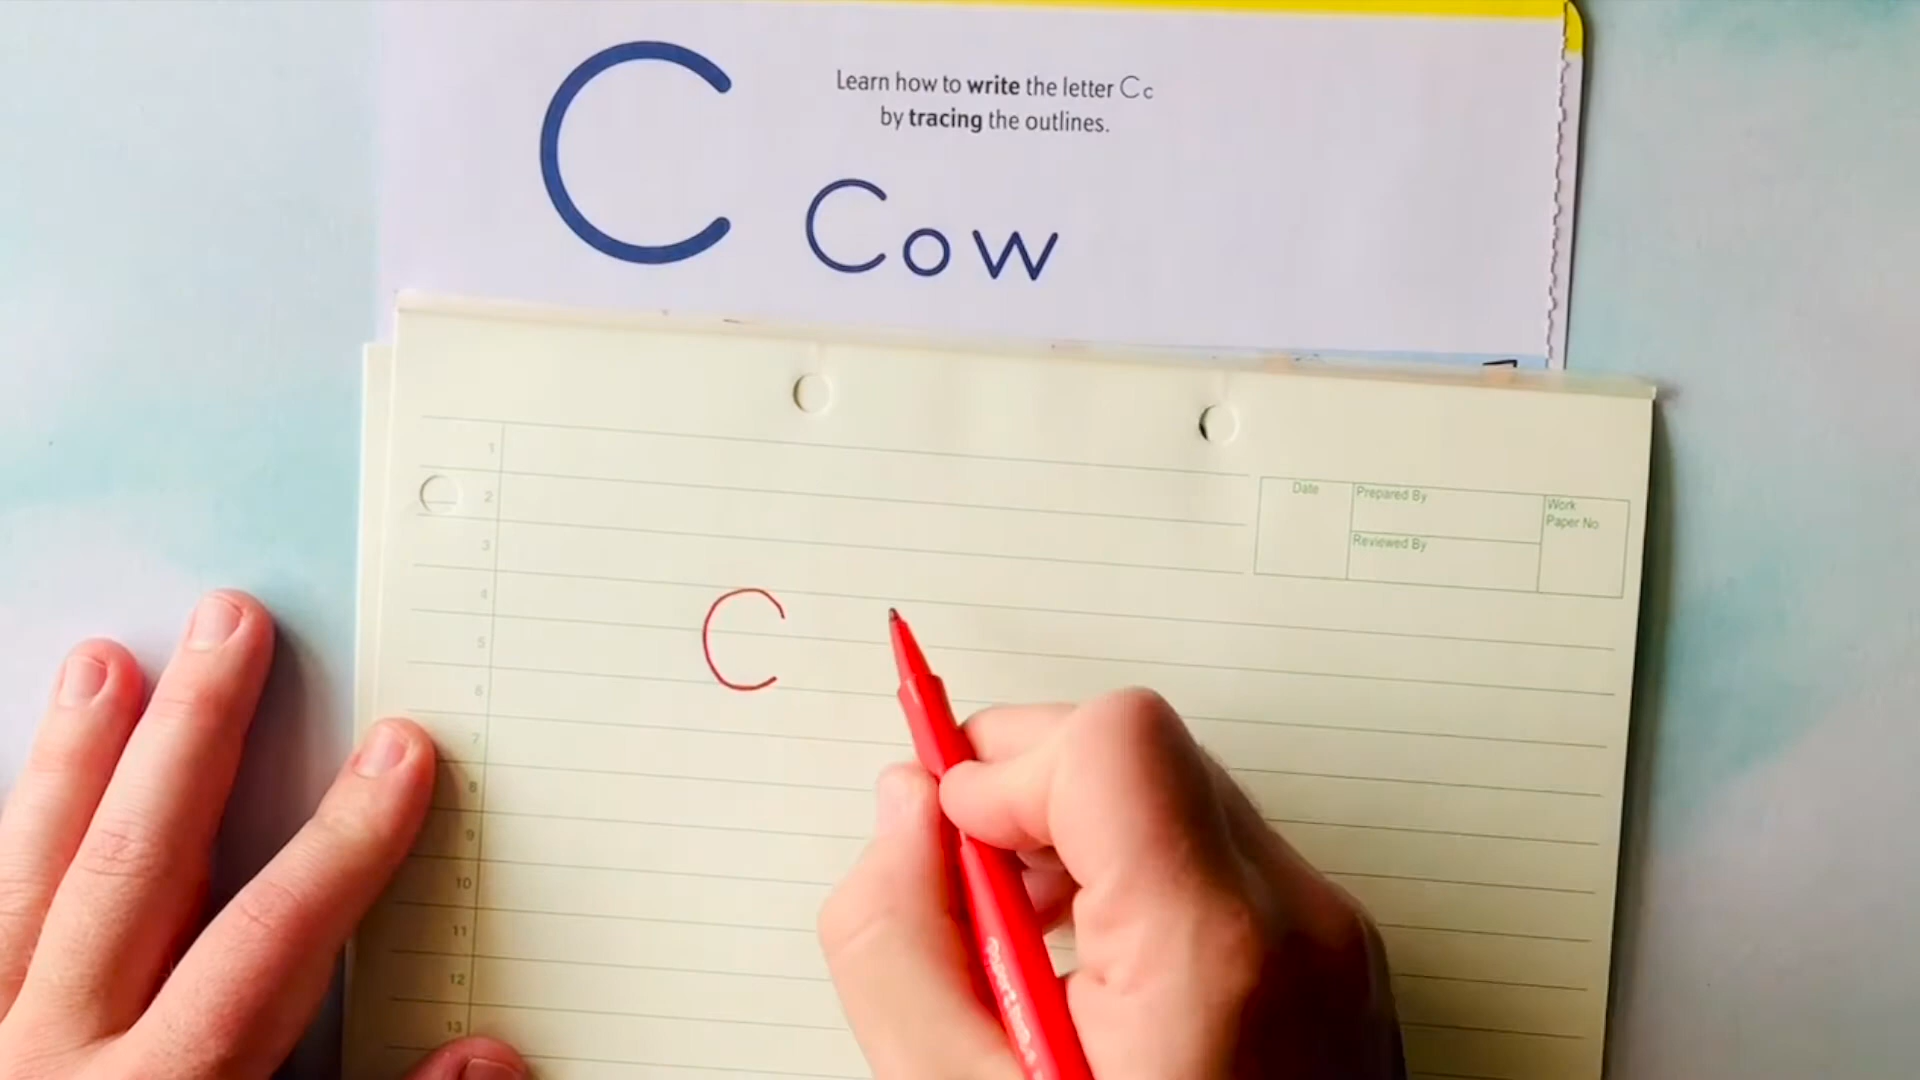 C
Learn how to write the letter Cc
by tracing the outlines.
Cow
Date
Prepared By
Reviewed By
Work
Paper No
1
2
3
4
C
5
6
7
8
9
10
11
12
13